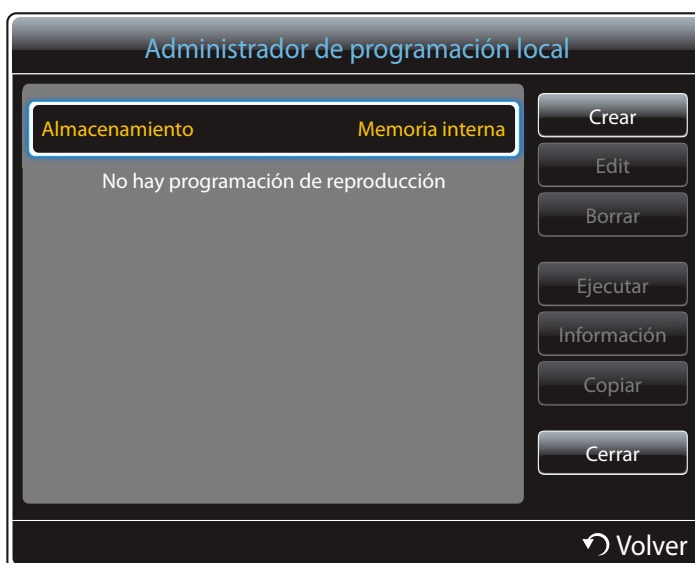 Administrador de programación local
Almacenamiento Memoria interna
No hay programación de reproducción
Crear
Edit
Borrar
Ejecutar
Información
Copiar
Cerrar
Volver